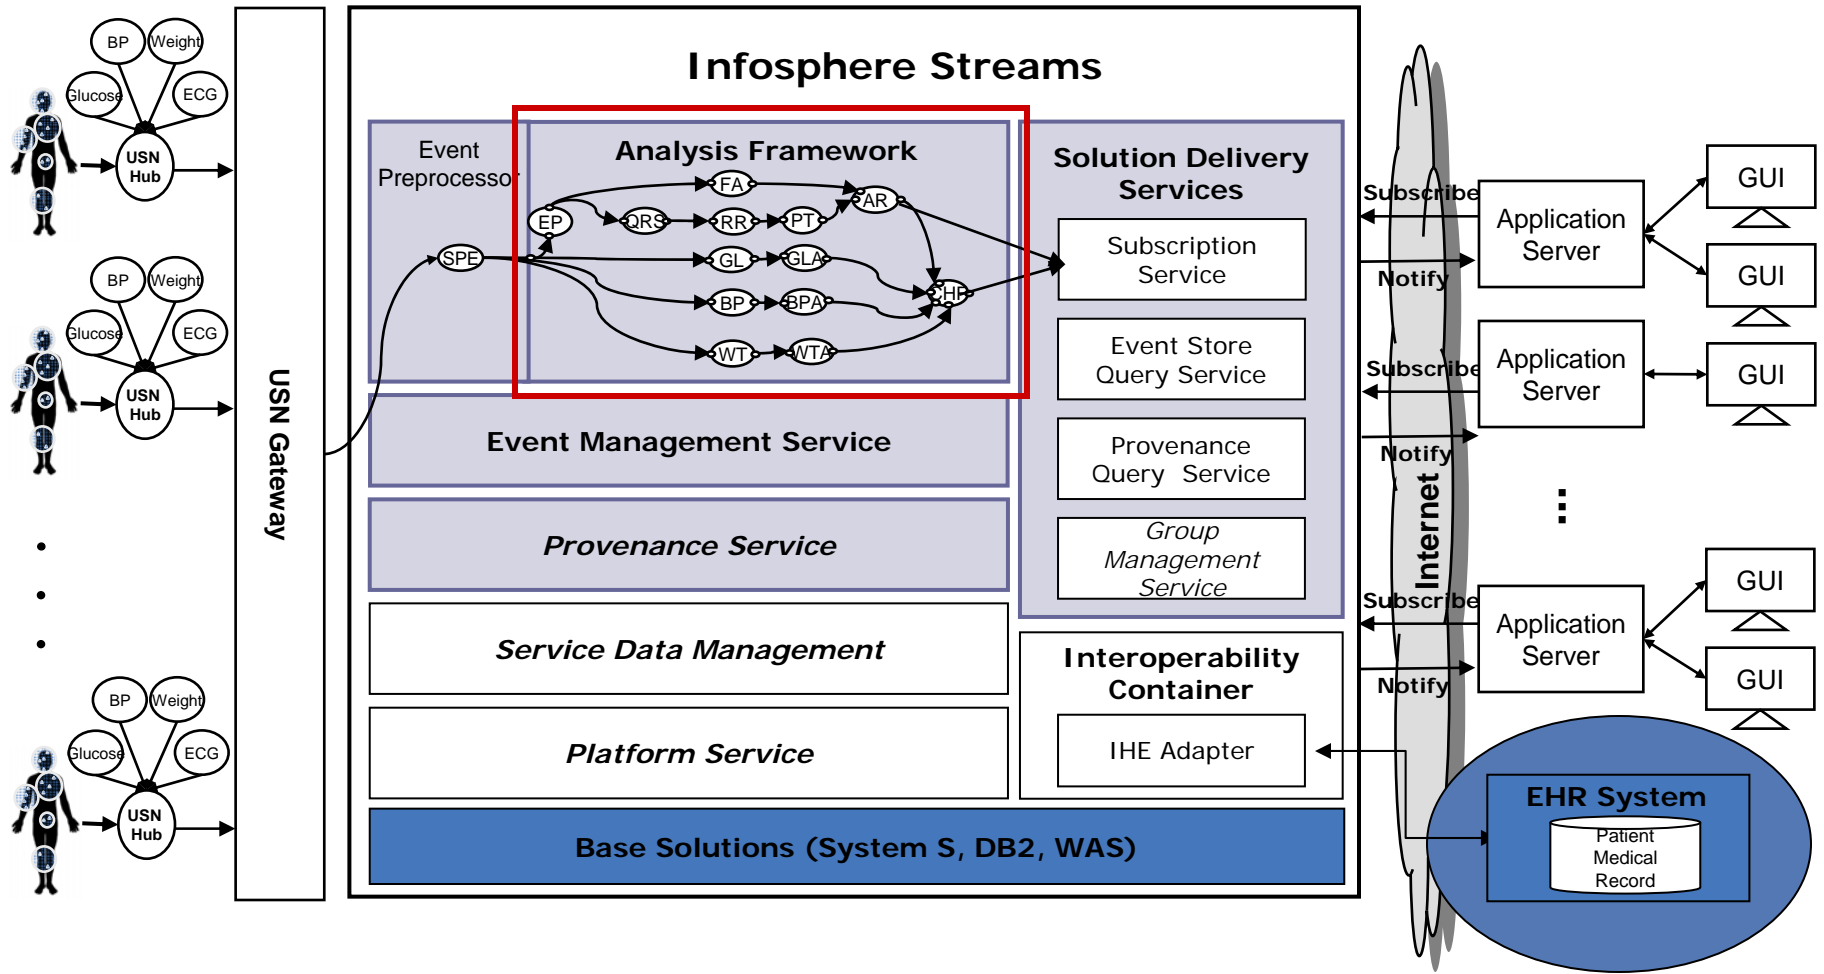 Infosphere Streams
BP
Weight
Glucose
ECG
USN
Hub
BP
Weight
Glucose
ECG
USN
Hub
BP
Weight
Glucose
ECG
USN
Hub
USN Gateway
Event
Preprocessor
SPE
Analysis Framework
FA
AR
EP
QRS
RR
PT
GL
GLA
BP
BPA
CHF
WT
WTA
Event Management Service
Provenance Service
Service Data Management
Platform Service
Base Solutions (System S, DB2, WAS)
Solution Delivery
Services
Subscription
Service
Event Store
Query Service
Provenance
Query Service
Group
Management
Service
Interoperability
Container
IHE Adapter
Internet
Subscribe
Notify
Subscribe
Notify
Subscribe
Notify
Application
Server
GUI
GUI
Application
Server
GUI
...
Application
Server
GUI
GUI
EHR System
Patient
Medical
Record